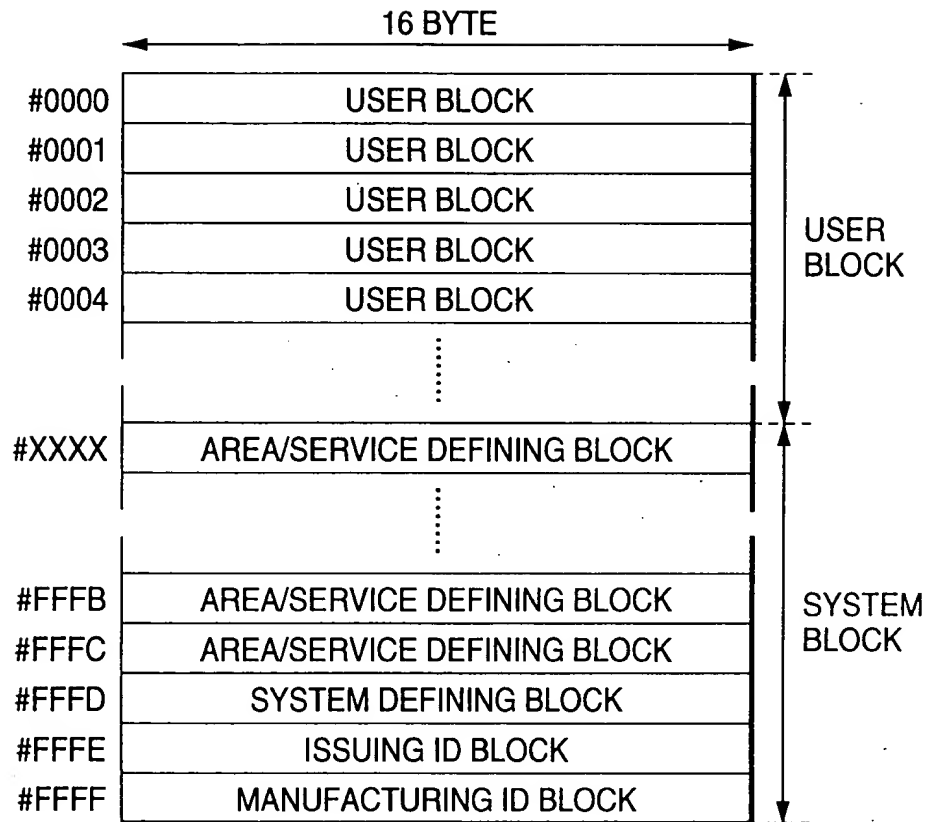 16 BYTE
#0000 USER BLOCK
#0001 USER BLOCK
#0002 USER BLOCK
#0003 USER BLOCK
#0004 USER BLOCK
USER
BLOCK
#XXXX AREA/SERVICE DEFINING BLOCK
#FFFB AREA/SERVICE DEFINING BLOCK
#FFFC AREA/SERVICE DEFINING BLOCK
#FFFD SYSTEM DEFINING BLOCK
#FFFE ISSUING ID BLOCK
#FFFF MANUFACTURING ID BLOCK
SYSTEM
BLOCK